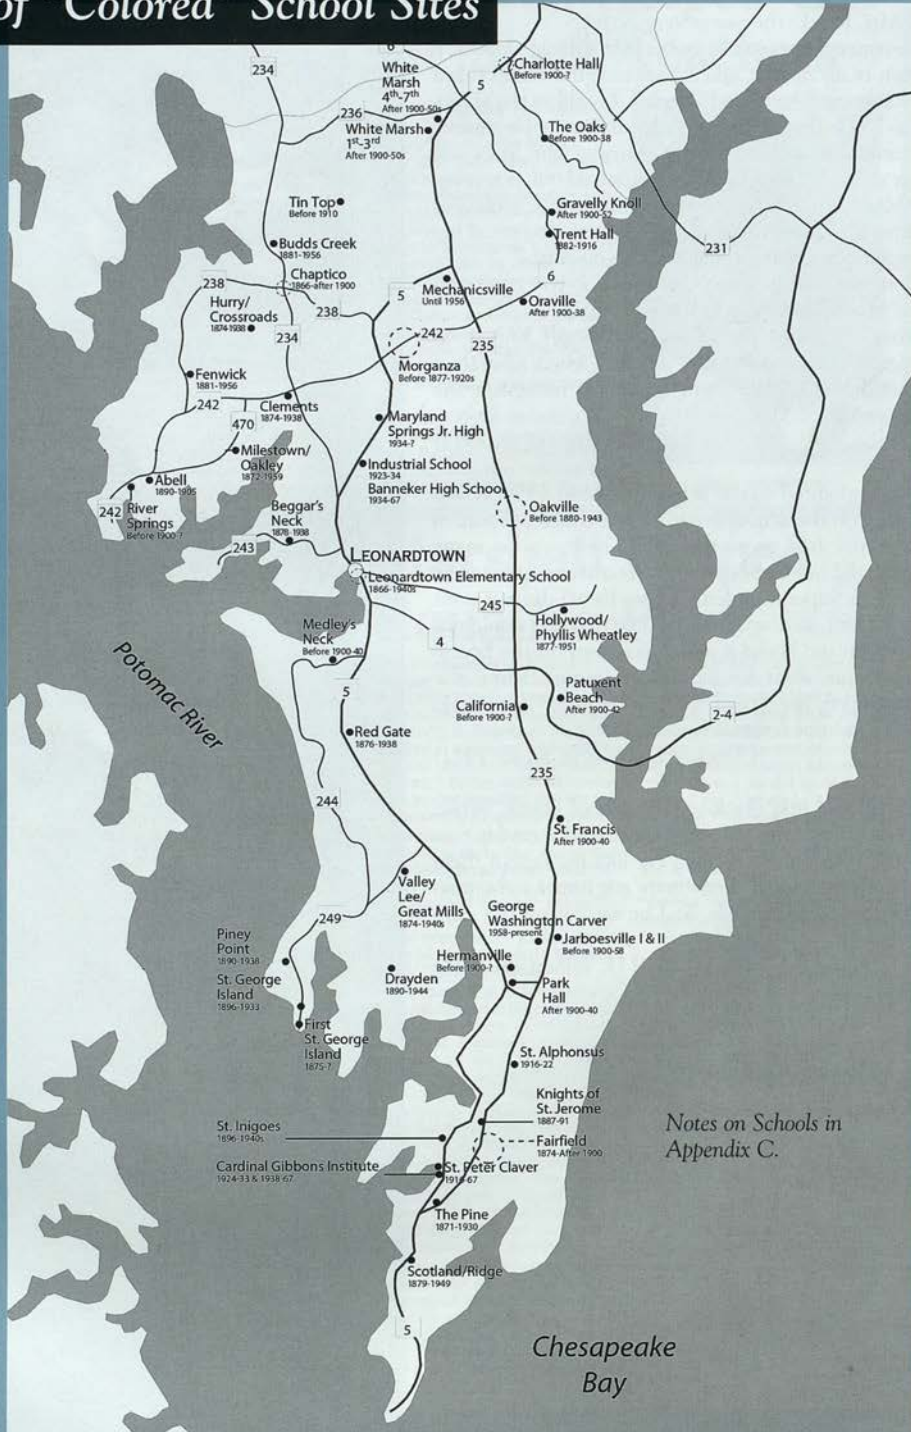 of "Colored" School Sites
234
6
White
Marsh
4th-7th
After 1900-50s
5
Charlotte Hall
Before 1900-?
236
White Marsh
1st-3rd
After 1900-50s
The Oaks
Before 1900-38
Tin Top
Before 1910
Gravelly Knoll
After 1900-52
Trent Hall
1882-1916
231
Budds Creek
1881-1956
Chaptico
1866-after 1900
238
6
5
Mechanicsville
Until 1956
Oraville
After 1900-38
Hurry/
Crossroads
1874-1938
238
234
242
235
Morganza
Before 1877-1920s
Fenwick
1881-1956
242
Clements
1874-1938
470
Maryland
Springs Jr. High
1934-?
Milestown/
Oakley
1872-1959
Industrial School
1923-34
Banneker High School
1934-67
Abell
1890-1905
242
River
Springs
Before 1900-?
Beggar's
Neck
1878-1938
243
Oakville
Before 1880-1943
LEONARDTOWN
Leonardtown Elementary School
1866-1940s
245
Hollywood/
Phyllis Wheatley
1877-1951
Medley's
Neck
Before 1900-40
4
Potomac River
5
Patuxent
Beach
After 1900-42
California
Before 1900-?
2-4
Red Gate
1876-1938
235
244
St. Francis
After 1900-40
Valley
Lee/
Great Mills
1874-1940s
249
George
Washington Carver
1958-present
Jarboesville I & II
Before 1900-58
Piney
Point
1890-1938
Hermanville
Before 1900-?
St. George
Island
1896-1933
Drayden
1890-1944
Park
Hall
After 1900-40
First
St. George
Island
1875-?
St. Alphonsus
1916-22
Knights of
St. Jerome
1887-91
St. Inigoes
1896-1940s
Fairfield
1874-After 1900
Notes on Schools in
Appendix C.
Cardinal Gibbons Institute
1924-33 & 1938-67
St. Peter Claver
1916-67
The Pine
1871-1930
Scotland/Ridge
1879-1949
5
Chesapeake
Bay